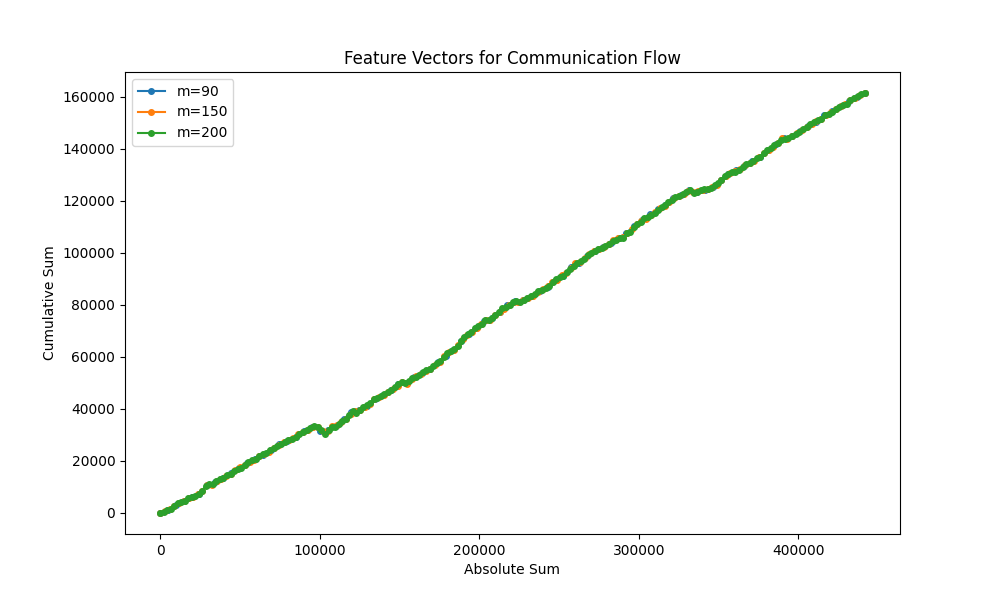 Feature Vectors for Communication Flow
m=90
m=150
m=200
Cumulative Sum
160000
140000
120000
100000
80000
60000
40000
20000
0
0 100000 200000 300000 400000
Absolute Sum